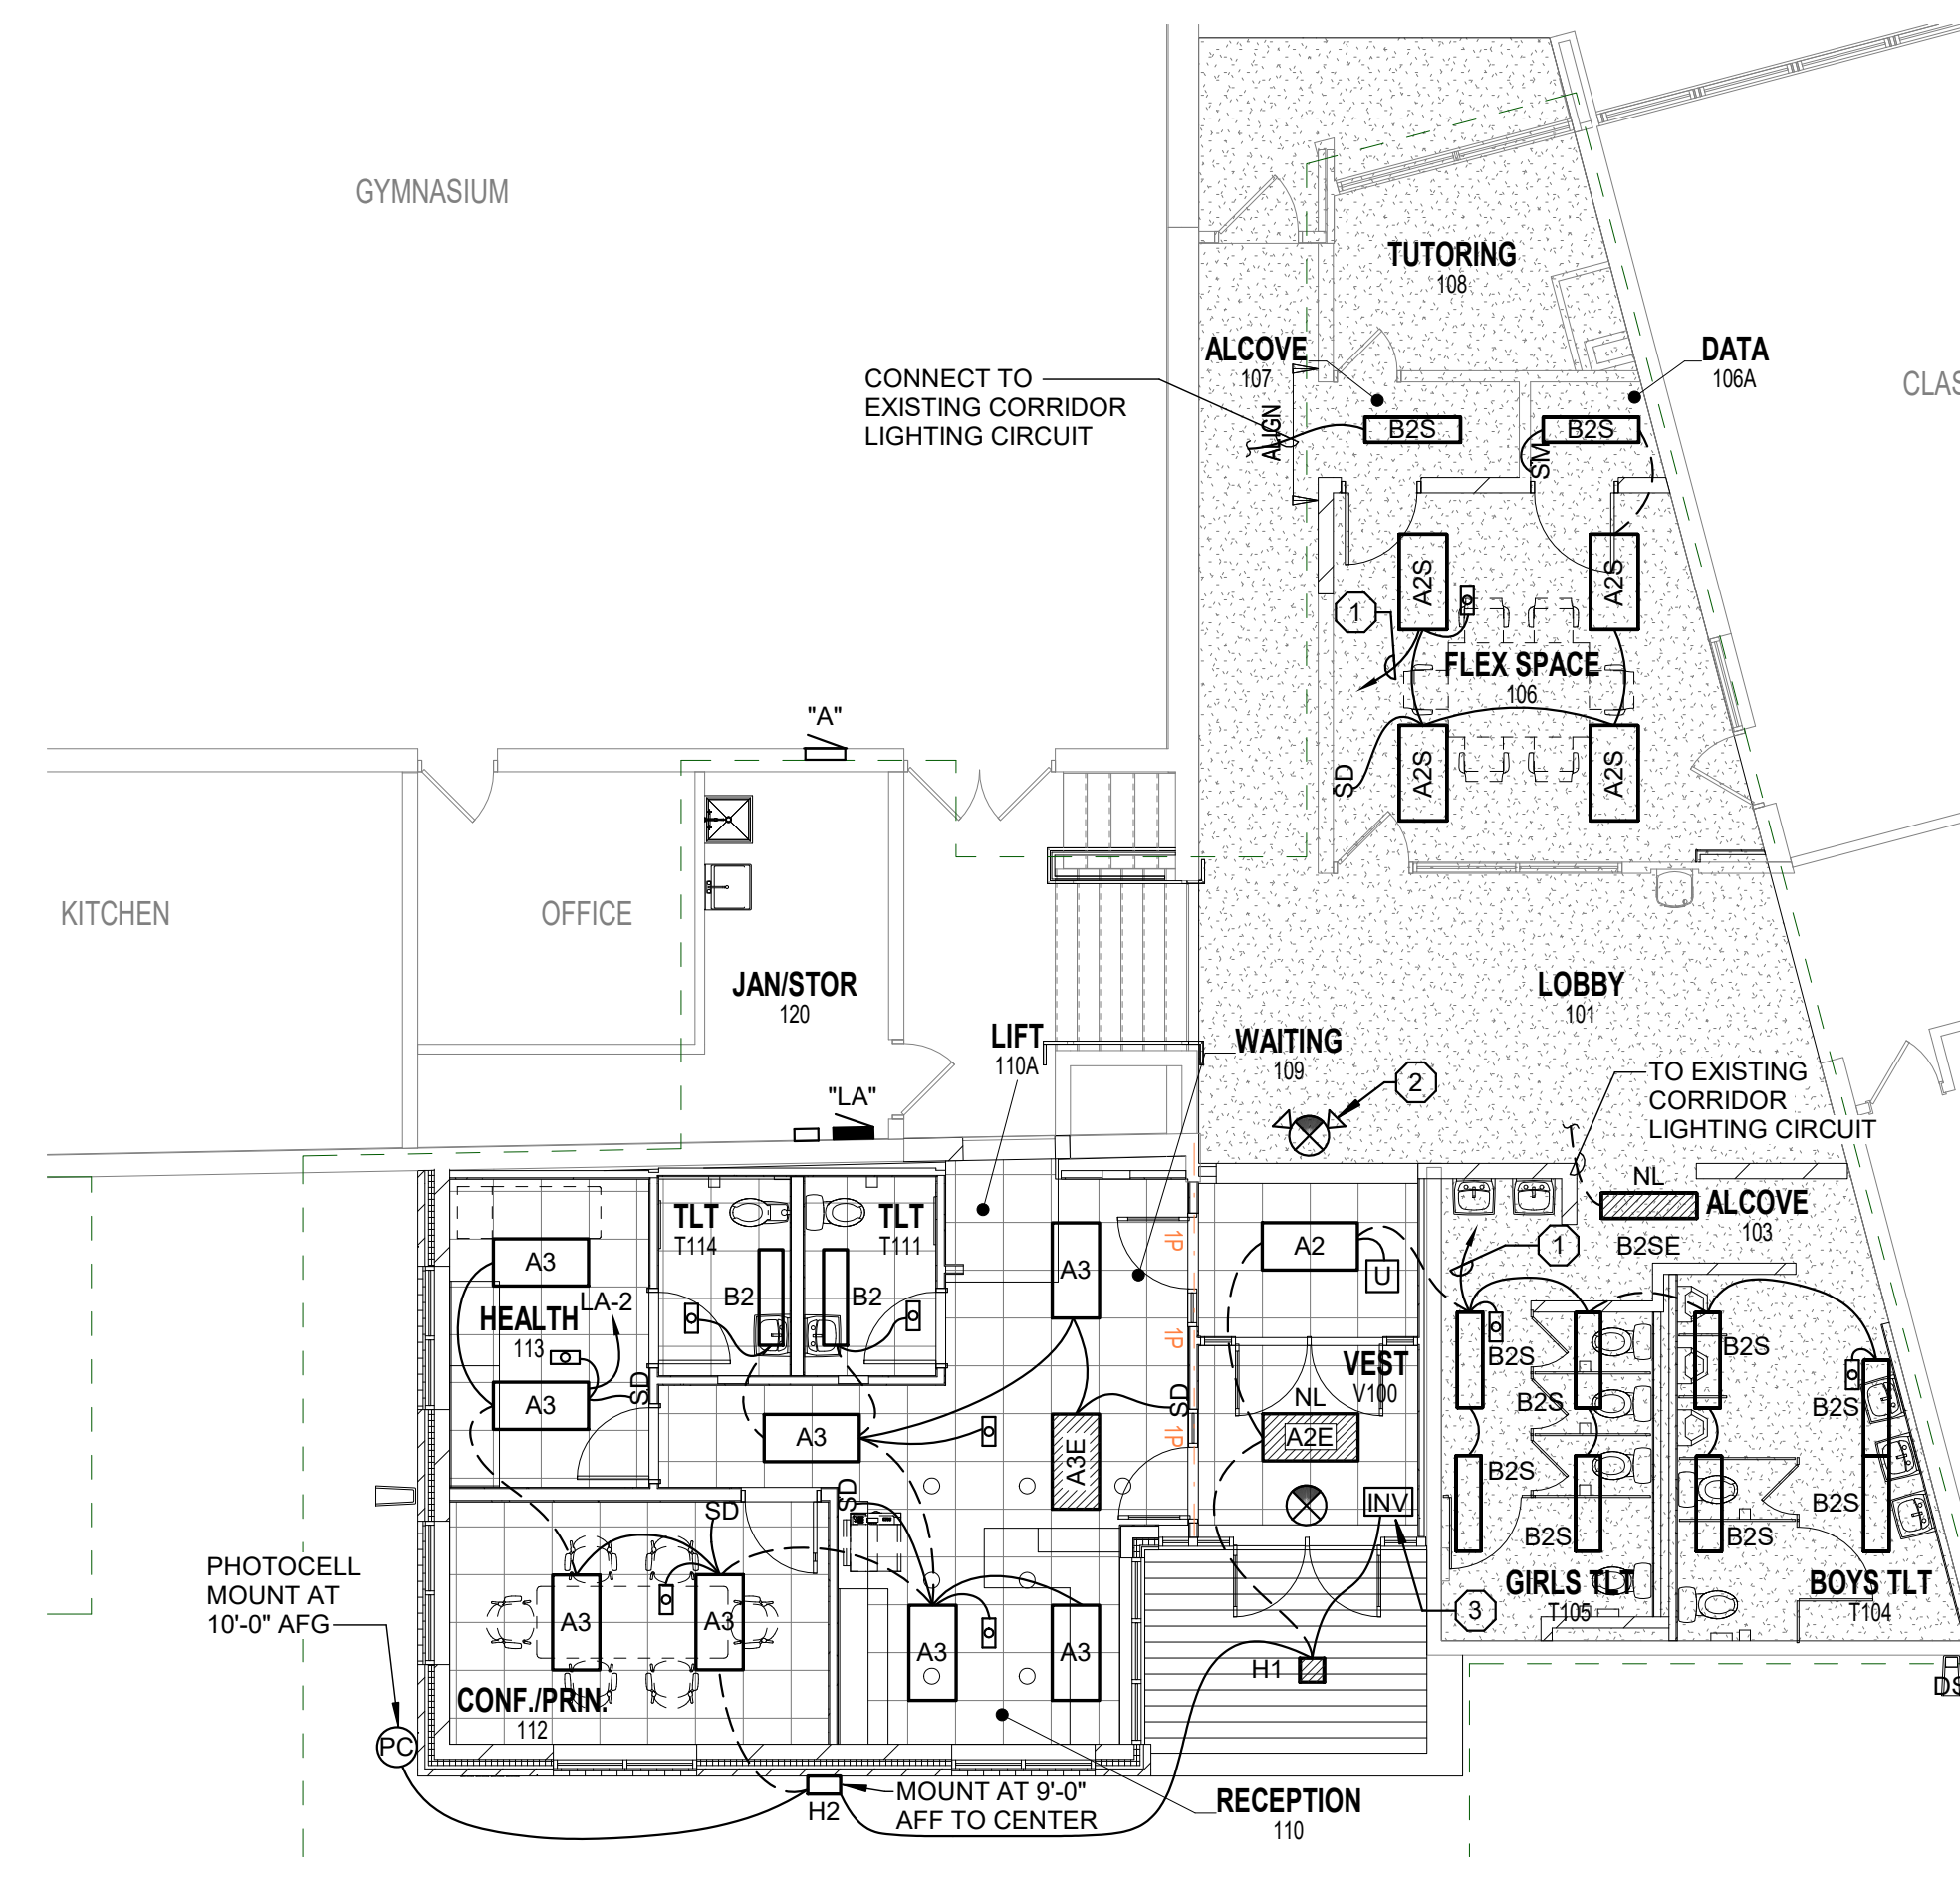 GYMNASIUM
TUTORING
108
ALCOVE
107
DATA
106A
CLAS
CONNECT TO
EXISTING CORRIDOR
LIGHTING CIRCUIT
ALIGN
B2S
B2S
SM
A2S
A2S
1
FLEX SPACE
106
"A"
SD
A2S
A2S
KITCHEN
OFFICE
JAN/STOR
120
LOBBY
101
LIFT
110A
WAITING
109
2
TO EXISTING
CORRIDOR
LIGHTING CIRCUIT
"LA"
NL
ALCOVE
103
B2SE
1
TLT
T114
TLT
T111
1P
A3
A3
A2
U
HEALTH
113
LA-2
B2
B2
1P
VEST
V100
B2S
B2S
A3
SD
SD
NL
B2S
B2S
A3
A3E
1P
A2E
B2S
SD
SD
INV
B2S
B2S
B2S
PHOTOCELL
MOUNT AT
10'-0" AFG
A3
A3
A3
A3
3
GIRLS TLT
T105
BOYS TLT
T104
H1
DS
CONF./PRIN.
112
PC
MOUNT AT 9'-0"
AFF TO CENTER
H2
RECEPTION
110